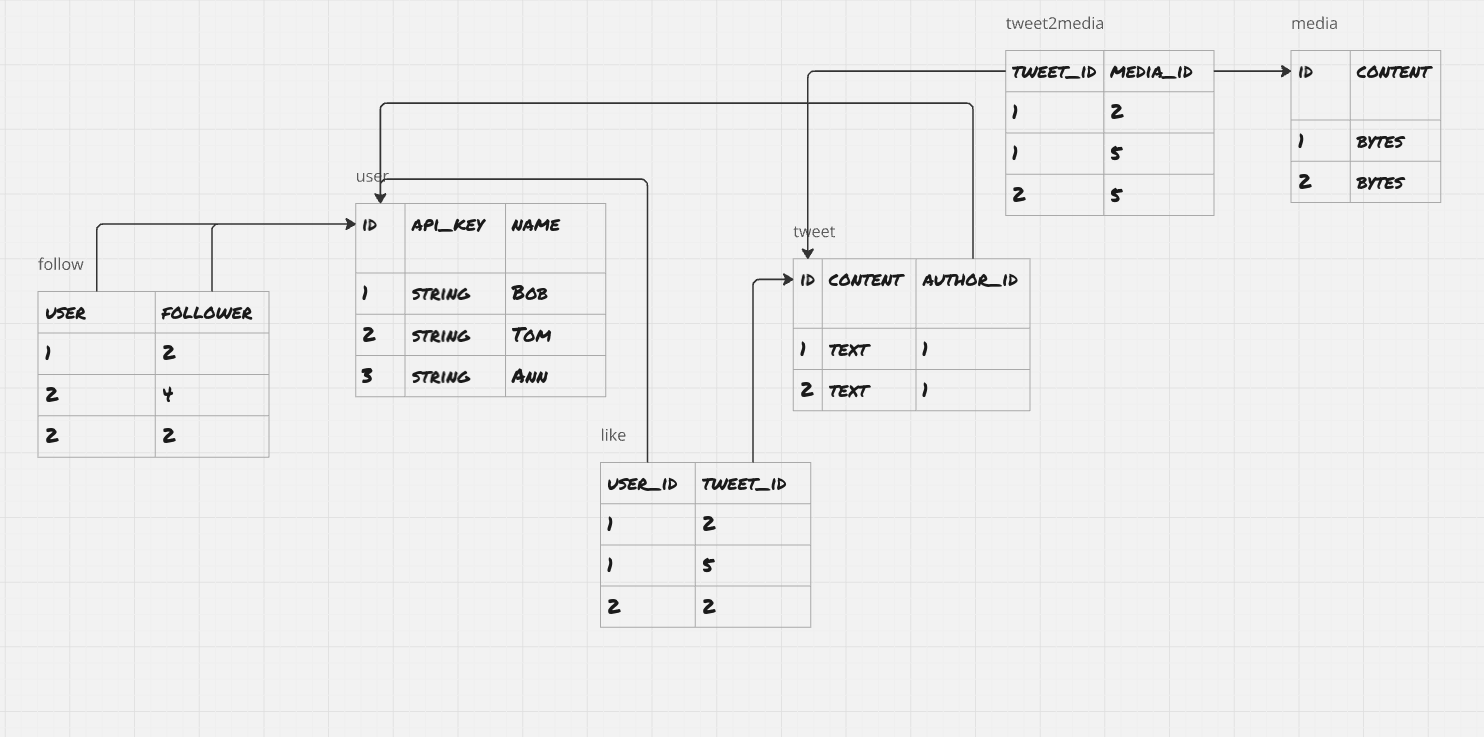 tweet2media
TWEET_ID MEDIA_ID
1 2
1 5
2 5
media
ID CONTENT
1 BYTES
2 BYTES
user
ID API_KEY NAME
1 STRING BOB
2 STRING TOM
3 STRING ANN
follow
USER FOLLOWER
1 2
2 4
2 2
tweet
ID CONTENT AUTHOR_ID
1 TEXT 1
2 TEXT 1
like
USER_ID TWEET_ID
1 2
1 5
2 2